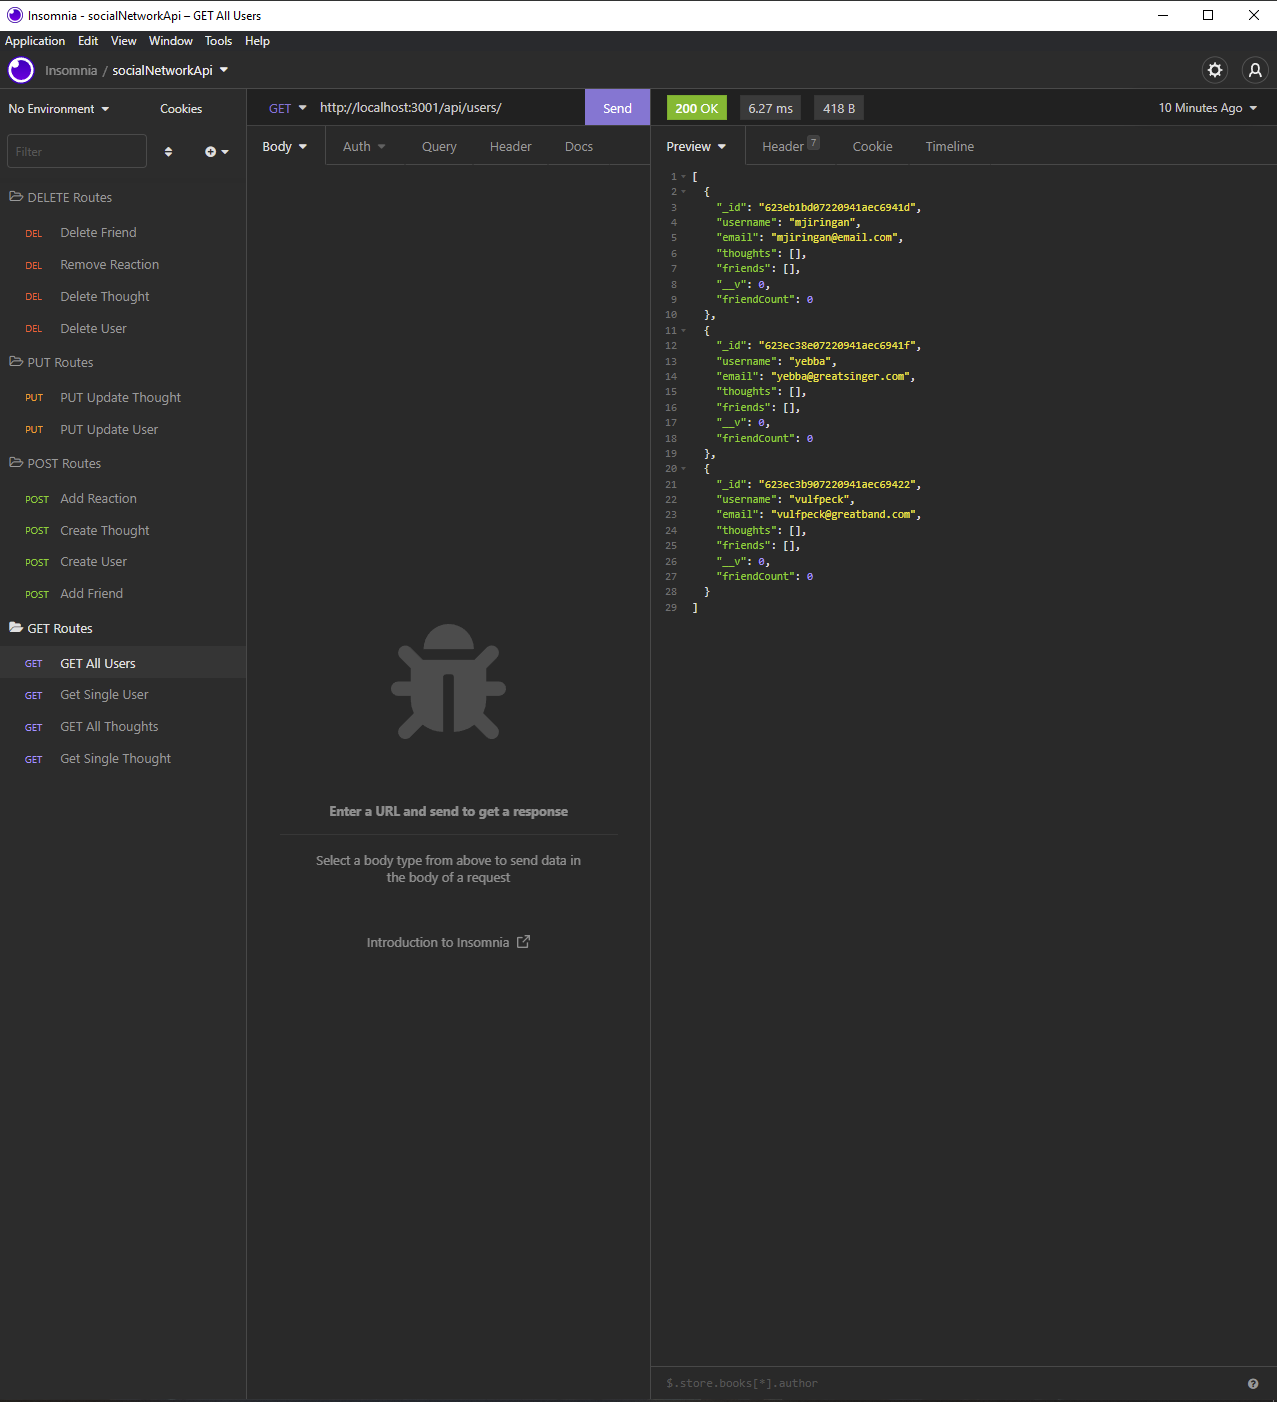 Insomnia - socialNetworkApi – GET All Users
Application Edit View Window Tools Help
Insomnia / socialNetworkApi
No Environment Cookies
Filter
DELETE Routes
DEL Delete Friend
DEL Remove Reaction
DEL Delete Thought
DEL Delete User
PUT Routes
PUT PUT Update Thought
PUT PUT Update User
POST Routes
POST Add Reaction
POST Create Thought
POST Create User
POST Add Friend
GET Routes
GET GET All Users
GET Get Single User
GET GET All Thoughts
GET Get Single Thought
GET http://localhost:3001/api/users/ Send
Body Auth Query Header Docs
Enter a URL and send to get a response
Select a body type from above to send data in
the body of a request
Introduction to Insomnia
200 OK 6.27 ms 418 B 10 Minutes Ago
Preview Header 7 Cookie Timeline
1 [
2 {
3 "_id": "623eb1bd07220941aec6941d",
4 "username": "mjiringan",
5 "email": "mjiringan@email.com",
6 "thoughts": [],
7 "friends": [],
8 "__v": 0,
9 "friendCount": 0
10 },
11 {
12 "_id": "623ec38e07220941aec6941f",
13 "username": "yebba",
14 "email": "yebba@greatsinger.com",
15 "thoughts": [],
16 "friends": [],
17 "__v": 0,
18 "friendCount": 0
19 },
20 {
21 "_id": "623ec3b907220941aec69422",
22 "username": "vulfpeck",
23 "email": "vulfpeck@greatband.com",
24 "thoughts": [],
25 "friends": [],
26 "__v": 0,
27 "friendCount": 0
28 }
29 ]
$.store.books[*].author